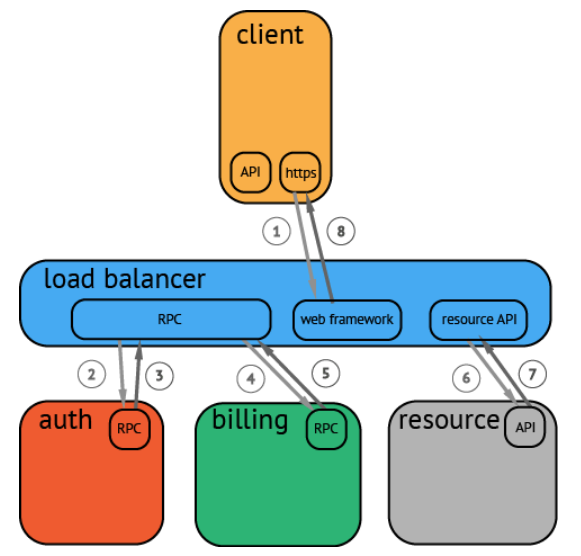 client
API https
1 8
load balancer
RPC web framework resource API
2 3 4 5 6 7
auth billing resource
RPC RPC API